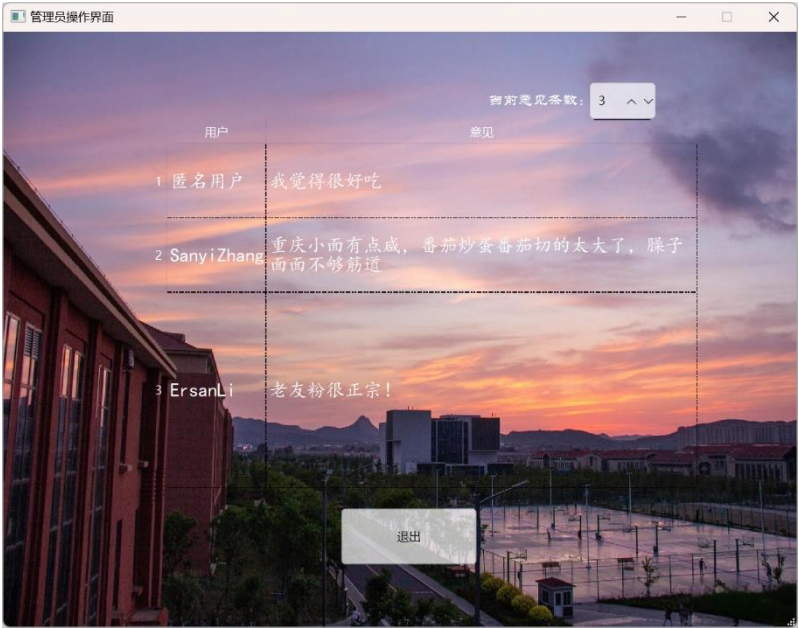 管理员操作界面
当前意见条数： 3
用户 意见
1 匿名用户 我觉得很好吃
2 SanyiZhang 重庆小面有点咸，番茄炒蛋番茄切的太大了，臊子
面面不够筋道
3 ErsanLi 老友粉很正宗！
退出